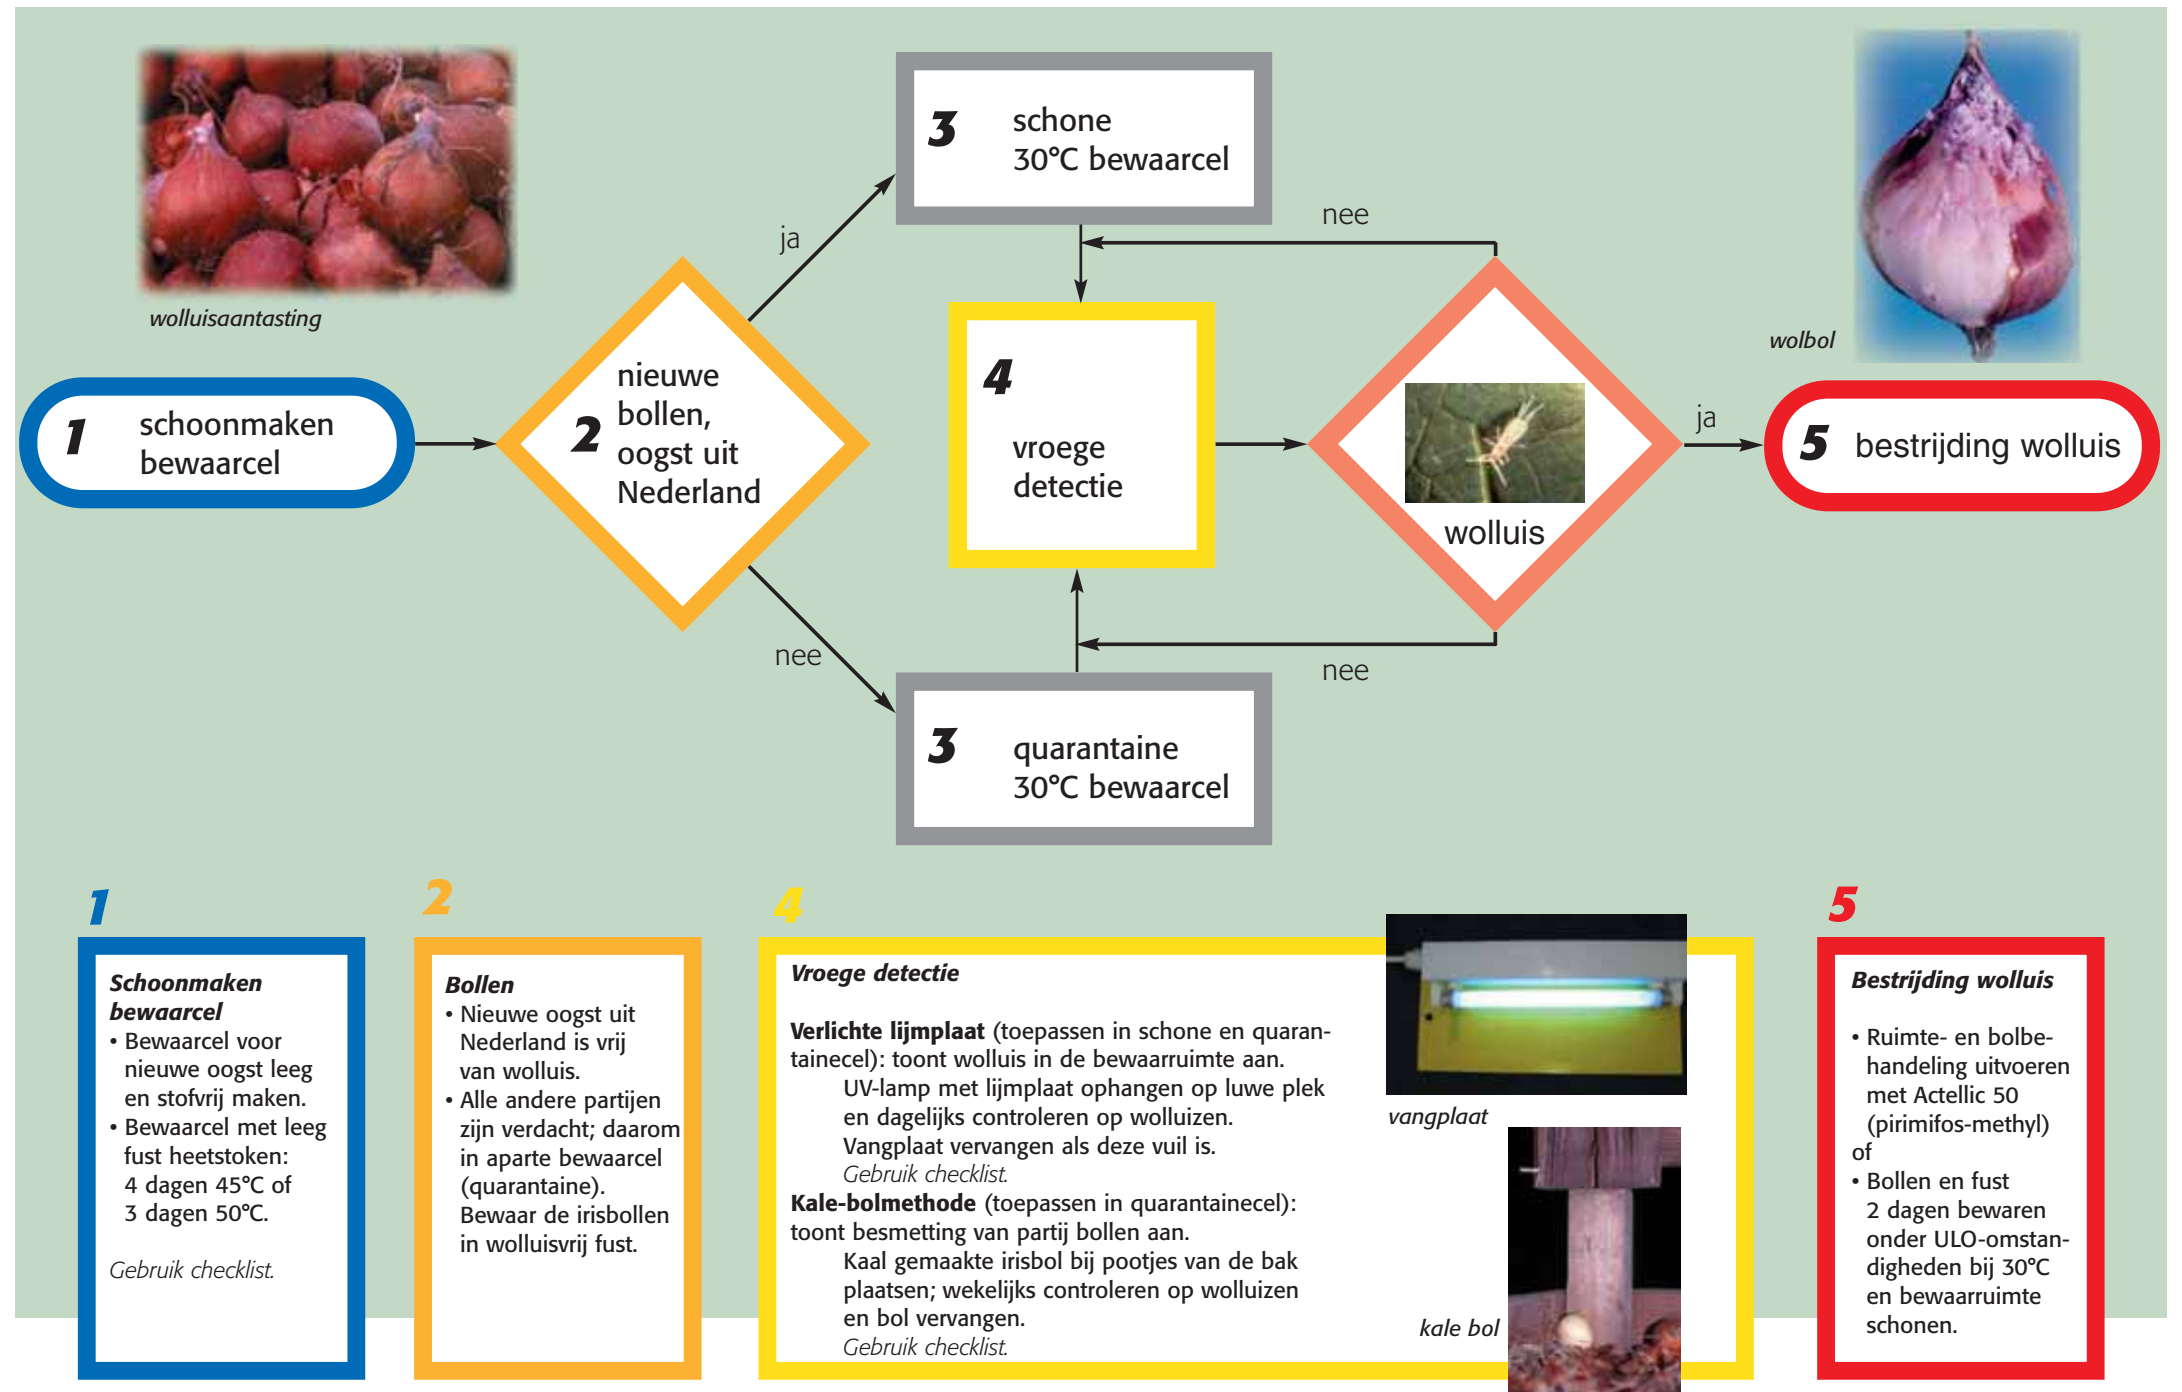 wolluisaantasting
1 schoonmaken
bewaarcel
2 nieuwe
bollen,
oogst uit
Nederland
ja
nee
3 schone
30°C bewaarcel
4
vroege
detectie
3 quarantaine
30°C bewaarcel
nee
wolluis
nee
ja
wolbol
5 bestrijding wolluis
1
Schoonmaken
bewaarcel
• Bewaarcel voor
nieuwe oogst leeg
en stofvrij maken.
• Bewaarcel met leeg
fust heetstoken:
4 dagen 45°C of
3 dagen 50°C.
Gebruik checklist.
2
Bollen
• Nieuwe oogst uit
Nederland is vrij
van wolluis.
• Alle andere partijen
zijn verdacht; daarom
in aparte bewaarcel
(quarantaine).
Bewaar de irisbollen
in wolluisvrij fust.
4
Vroege detectie
Verlichte lijmplaat (toepassen in schone en quaran-
tainecel): toont wolluis in de bewaarruimte aan.
UV-lamp met lijmplaat ophangen op luwe plek
en dagelijks controleren op wolluizen.
Vangplaat vervangen als deze vuil is.
Gebruik checklist.
Kale-bolmethode (toepassen in quarantainecel):
toont besmetting van partij bollen aan.
Kaal gemaakte irisbol bij pootjes van de bak
plaatsen; wekelijks controleren op wolluizen
en bol vervangen.
Gebruik checklist.
vangplaat
kale bol
5
Bestrijding wolluis
• Ruimte- en bolbe-
handeling uitvoeren
met Actellic 50
(pirimifos-methyl)
of
• Bollen en fust
2 dagen bewaren
onder ULO-omstan-
digheden bij 30°C
en bewaarruimte
schonen.